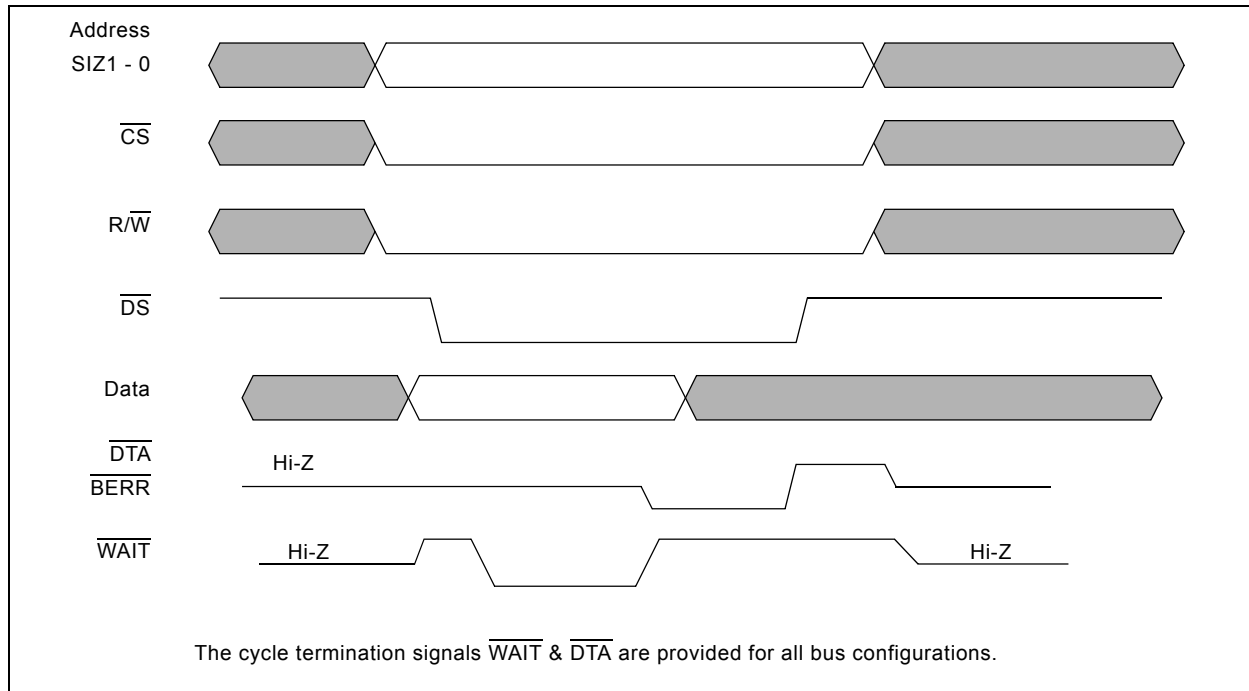 Address
SIZ1 - 0
CS
R/W
DS
Data
DTA
Hi-Z
BERR
WAIT
Hi-Z
Hi-Z
The cycle termination signals WAIT & DTA are provided for all bus configurations.